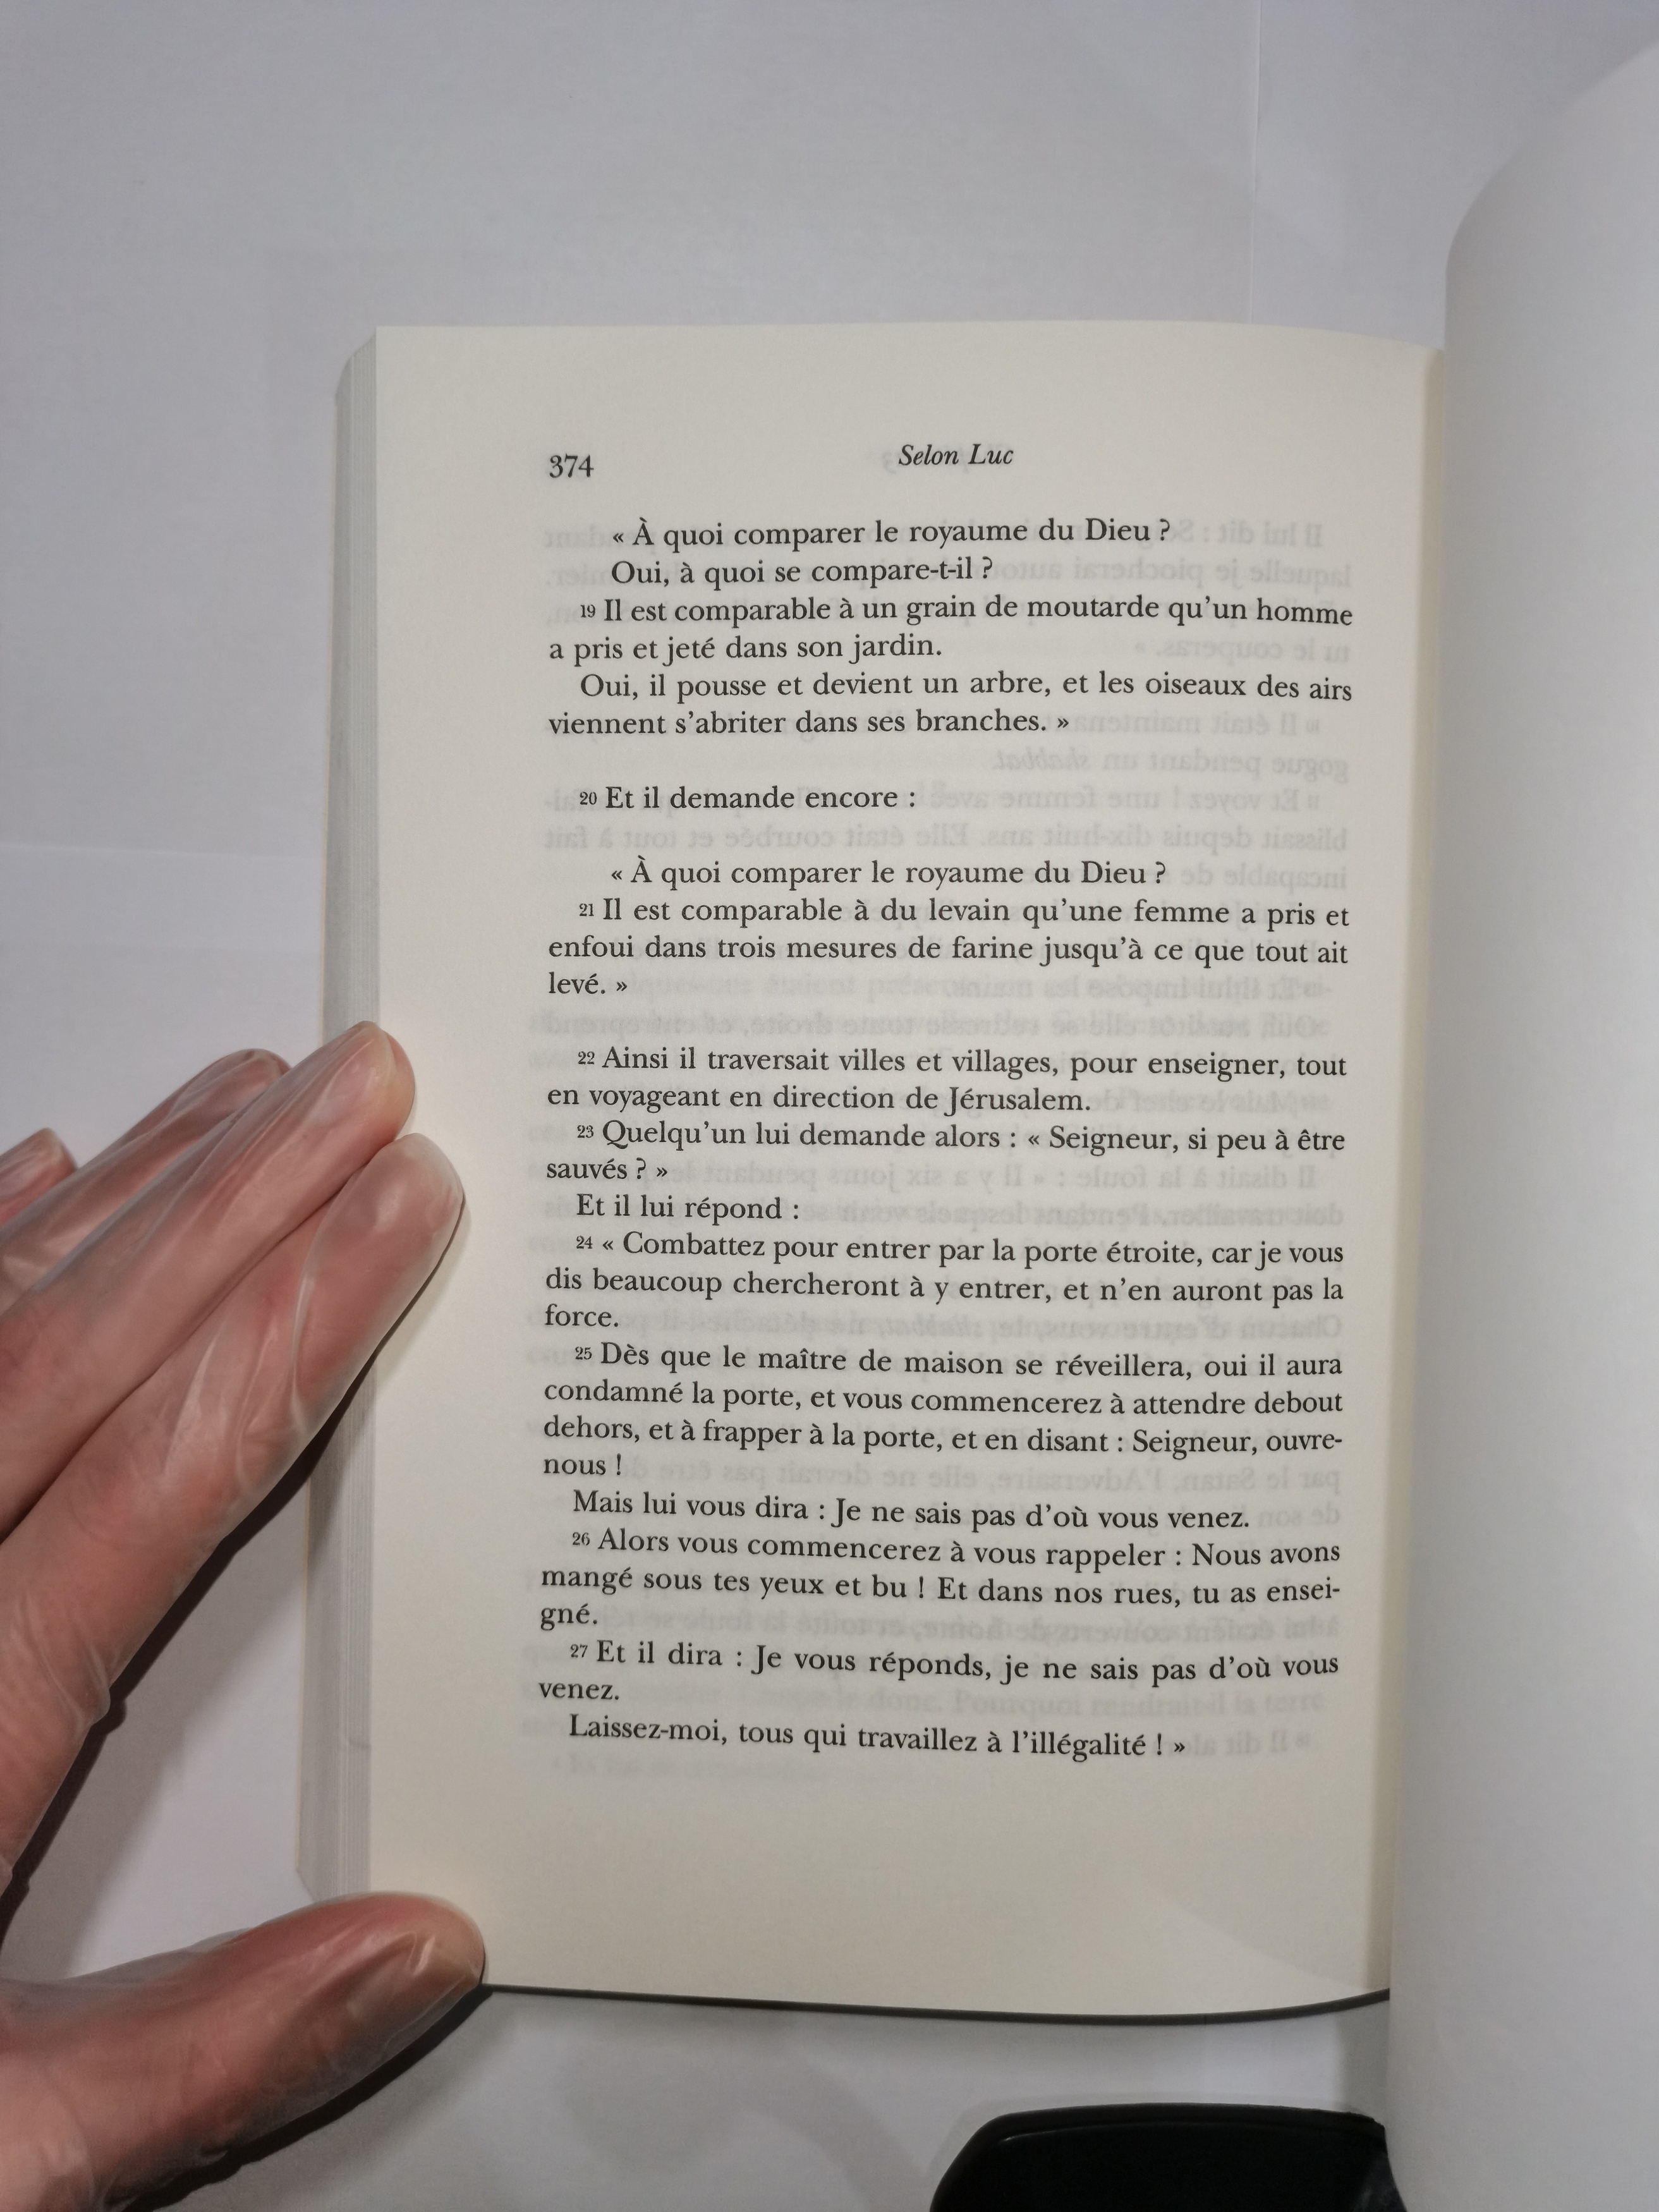 374
Selon Luc
« À quoi comparer le royaume du Dieu ?
Oui, à quoi se compare-t-il ?
19 Il est comparable à un grain de moutarde qu’un homme
a pris et jeté dans son jardin.
Oui, il pousse et devient un arbre, et les oiseaux des airs
viennent s’abriter dans ses branches. »
20 Et il demande encore :
« À quoi comparer le royaume du Dieu ?
21 Il est comparable à du levain qu’une femme a pris et
enfoui dans trois mesures de farine jusqu’à ce que tout ait
levé. »
22 Ainsi il traversait villes et villages, pour enseigner, tout
en voyageant en direction de Jérusalem.
23 Quelqu’un lui demande alors : « Seigneur, si peu à être
sauvés ? »
Et il lui répond :
24 « Combattez pour entrer par la porte étroite, car je vous
dis beaucoup chercheront à y entrer, et n’en auront pas la
force.
25 Dès que le maître de maison se réveillera, oui il aura
condamné la porte, et vous commencerez à attendre debout
dehors, et à frapper à la porte, et en disant : Seigneur, ouvre-
nous !
Mais lui vous dira : Je ne sais pas d’où vous venez.
26 Alors vous commencerez à vous rappeler : Nous avons
mangé sous tes yeux et bu ! Et dans nos rues, tu as ensei-
gné.
27 Et il dira : Je vous réponds, je ne sais pas d’où vous
venez.
Laissez-moi, tous qui travaillez à l’illégalité ! »